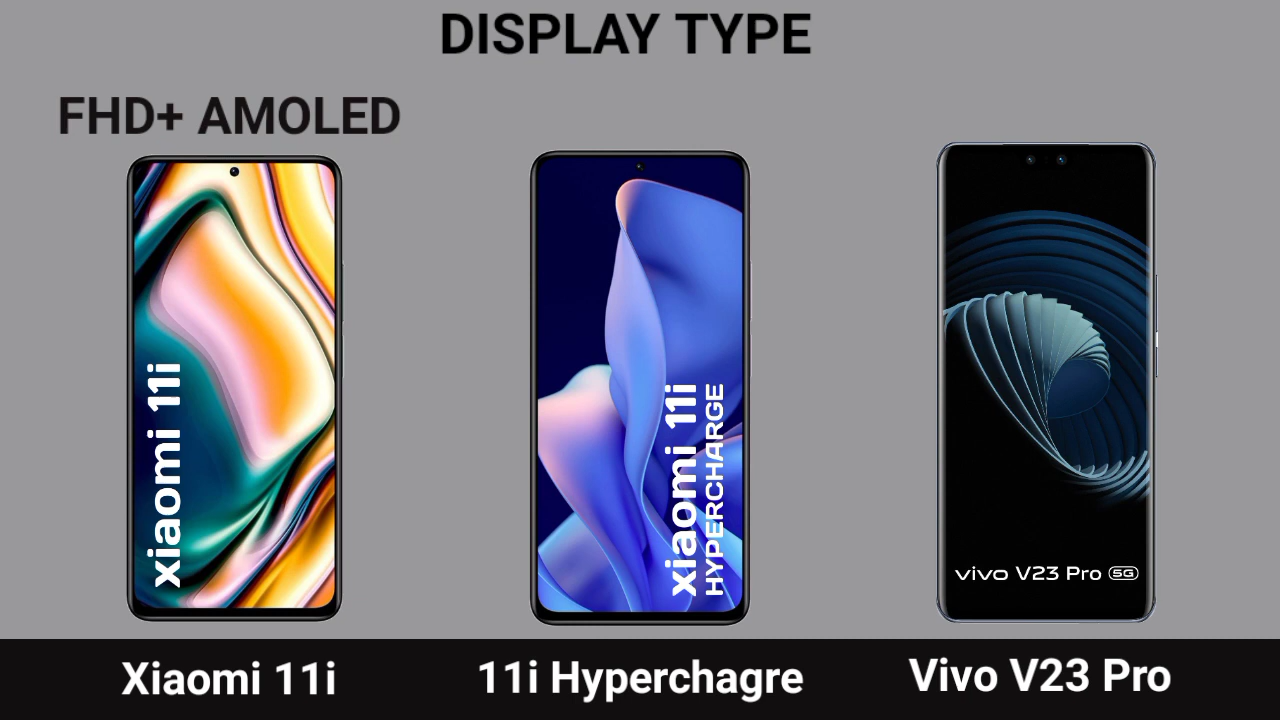 DISPLAY TYPE
FHD+ AMOLED
xiaomi 11i
xiaomi 11i
HYPERCHARGE
vivo V23 Pro 5G
Xiaomi 11i
11i Hyperchagre
Vivo V23 Pro